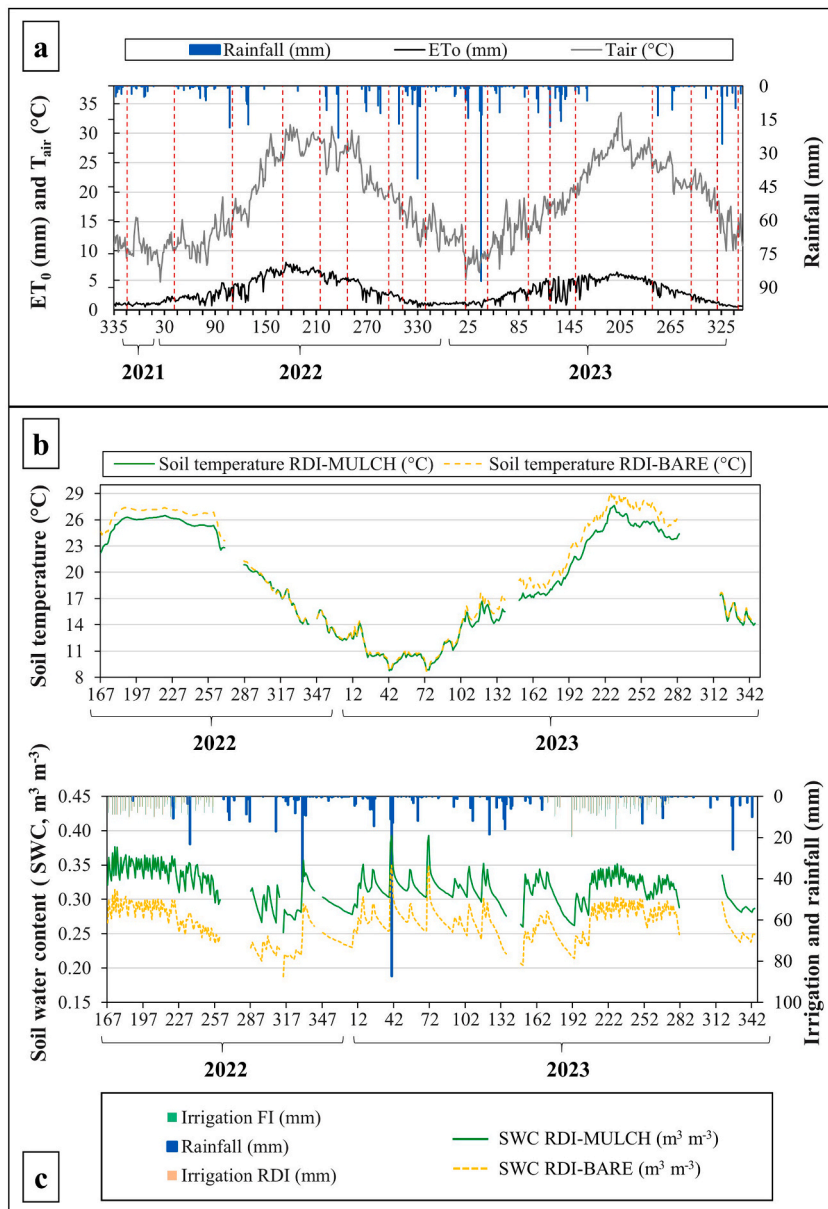 a
Rainfall (mm) ETo (mm) Tair (°C)
ET0 (mm) and Tair (°C)
35
30
25
20
15
10
5
0
0
15
30
45
60
75
90
Rainfall (mm)
335 30 90 150 210 270 330 25 85 145 205 265 325
2021 2022 2023
b
Soil temperature RDI-MULCH (°C) Soil temperature RDI-BARE (°C)
Soil temperature (°C)
29
26
23
20
17
14
11
8
167 197 227 257 287 317 347 12 42 72 102 132 162 192 222 252 282 312 342
2022 2023
Soil water content ( SWC, m³ m⁻³)
0.45
0.40
0.35
0.30
0.25
0.20
0.15
0
20
40
60
80
100
Irrigation and rainfall (mm)
167 197 227 257 287 317 347 12 42 72 102 132 162 192 222 252 282 312 342
2022 2023
Irrigation FI (mm)
Rainfall (mm)
Irrigation RDI (mm)
SWC RDI-MULCH (m³ m⁻³)
SWC RDI-BARE (m³ m⁻³)
c